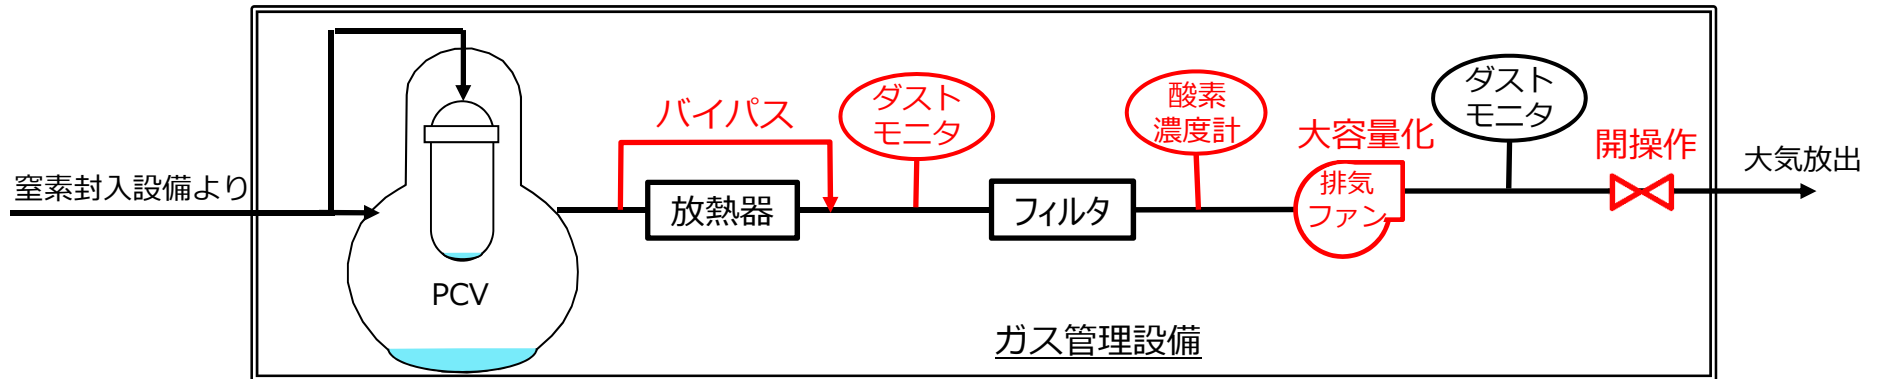 窒素封入設備より
PCV
バイパス
放熱器
ダスト
モニタ
フィルタ
酸素
濃度計
大容量化
排気
ファン
ダスト
モニタ
開操作
大気放出
ガス管理設備